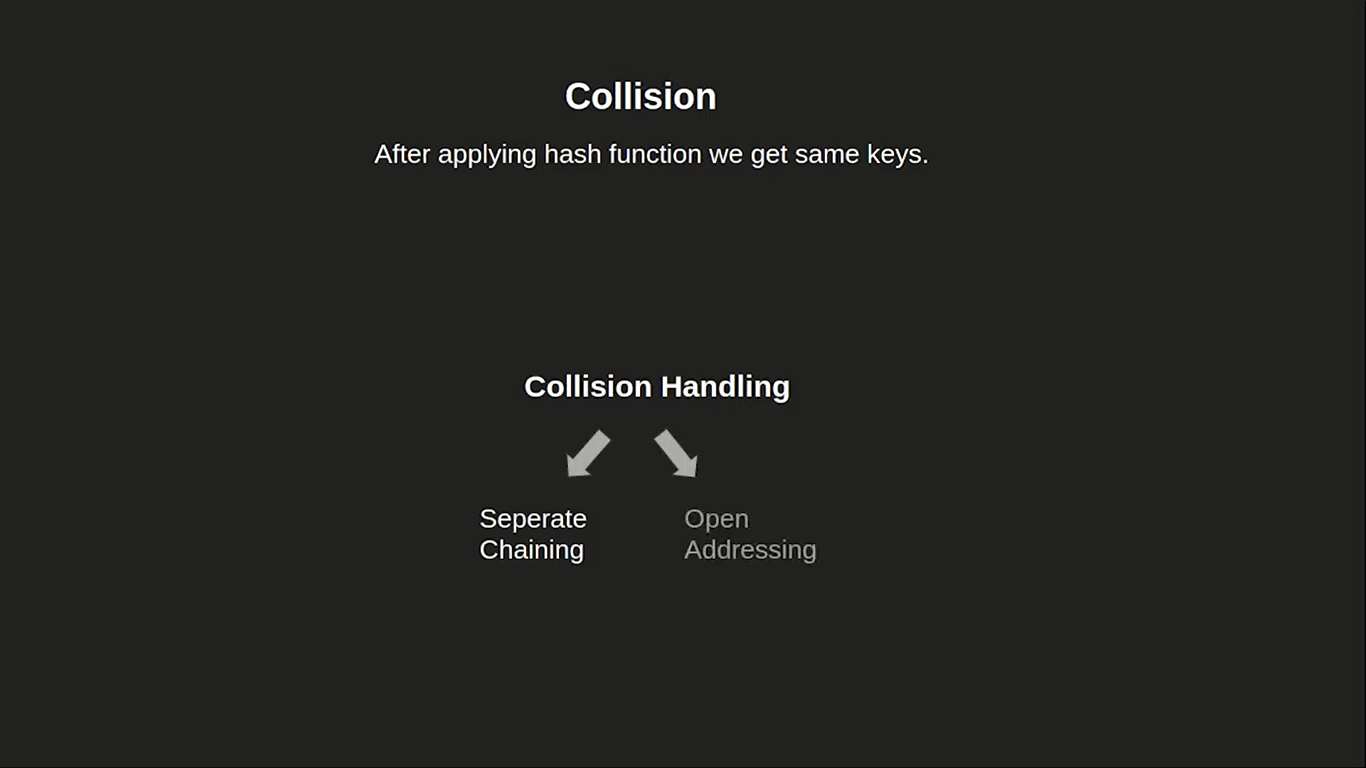 Collision
After applying hash function we get same keys.
Collision Handling
Seperate
Chaining
Open
Addressing